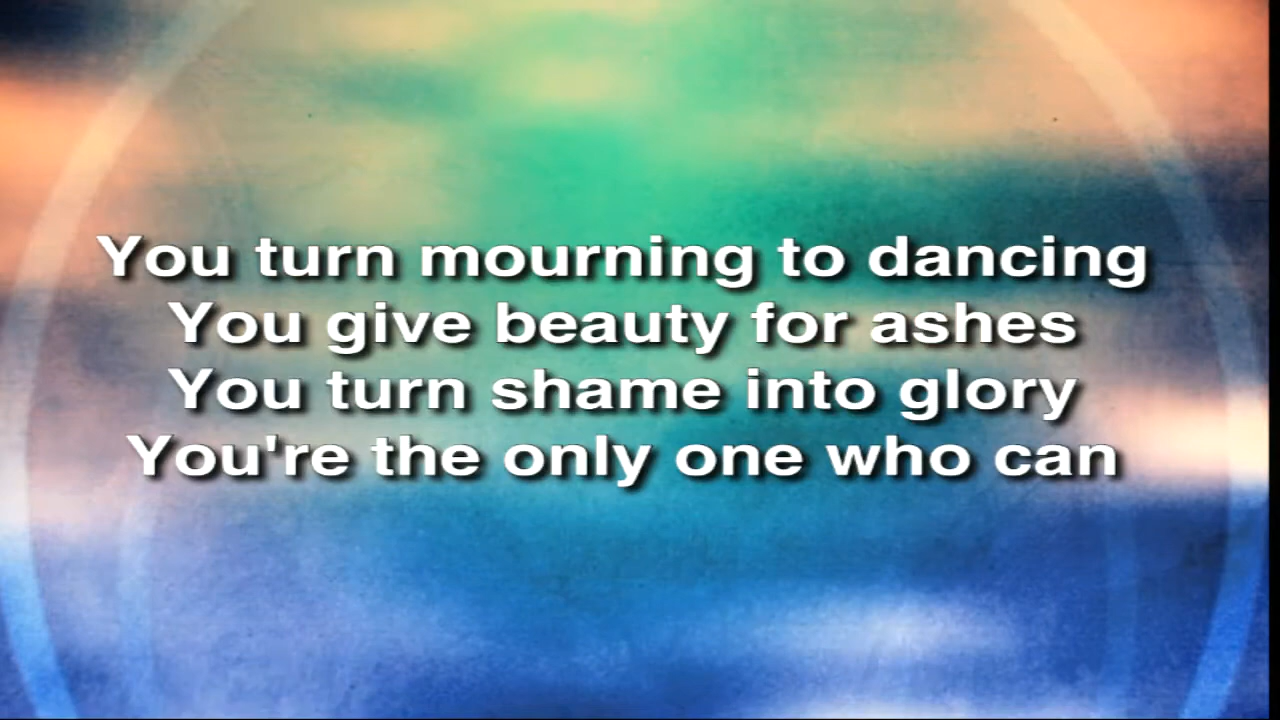 You turn mourning to dancing
You give beauty for ashes
You turn shame into glory
You're the only one who can